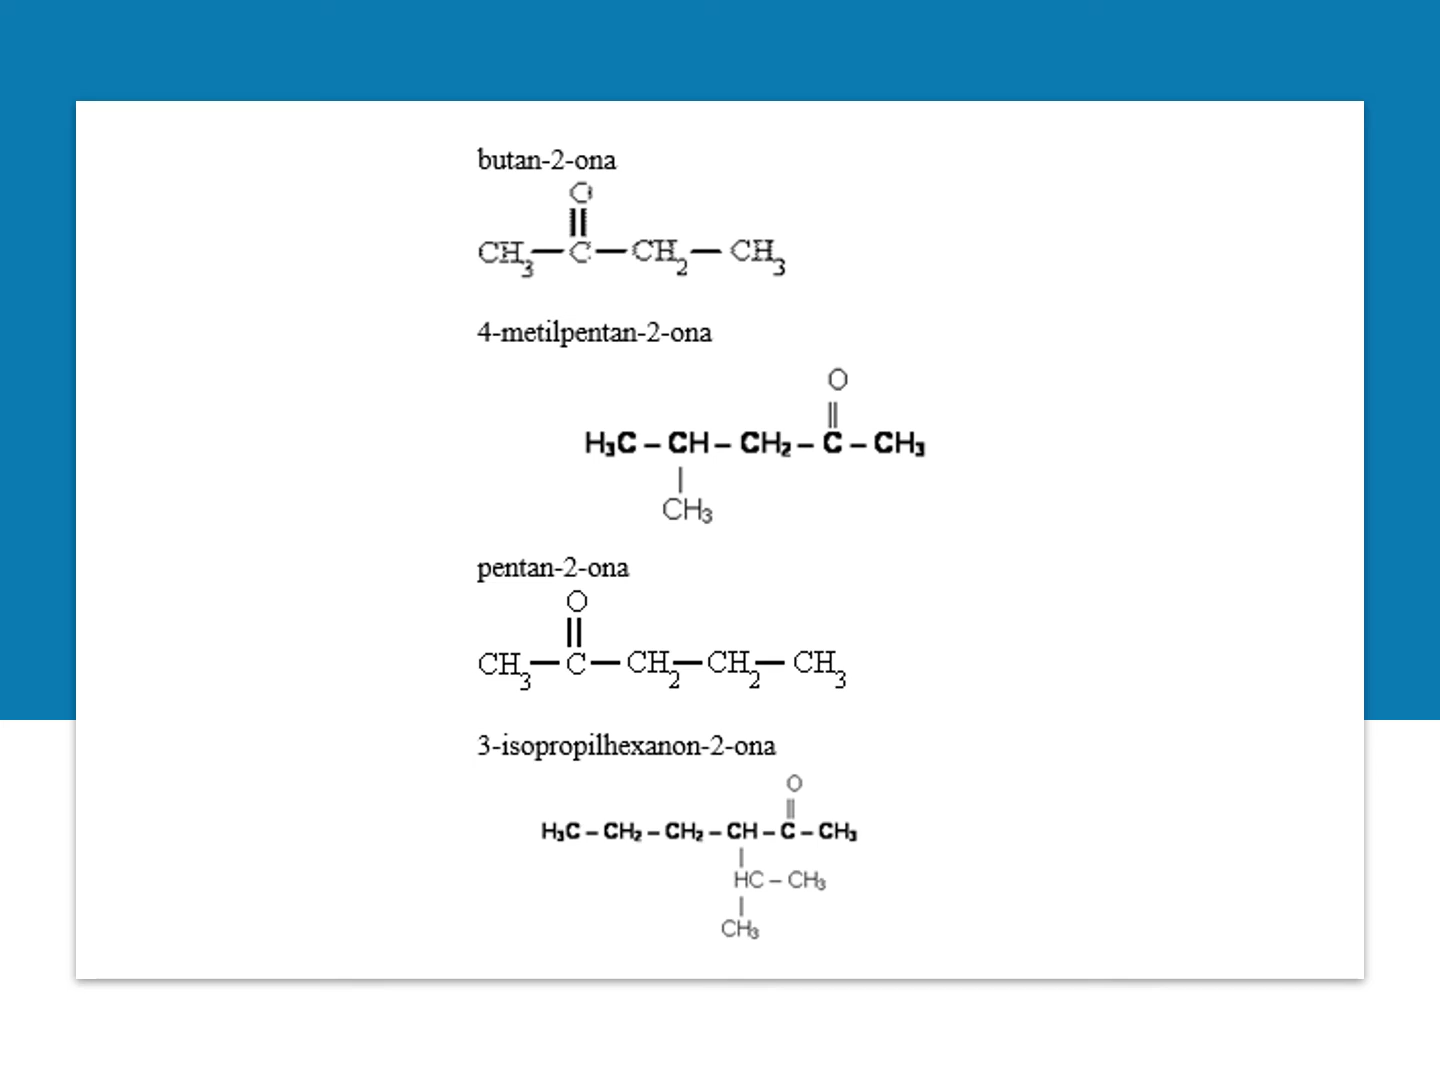 butan-2-ona
O
CH3—C—CH2—CH3
4-metilpentan-2-ona
O
H3C – CH – CH2 – C – CH3
CH3
pentan-2-ona
O
CH3—C—CH2—CH2—CH3
3-isopropilhexanon-2-ona
O
H3C – CH2 – CH2 – CH – C – CH3
HC – CH3
CH3